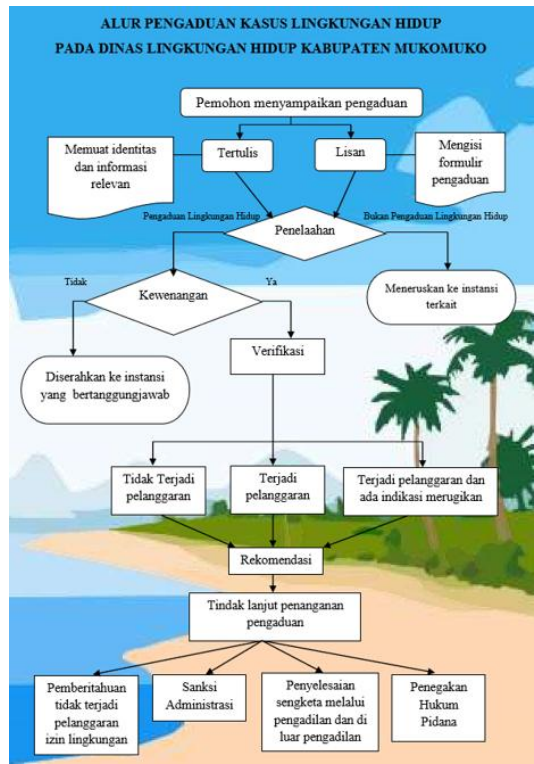 ALUR PENGADUAN KASUS LINGKUNGAN HIDUP
PADA DINAS LINGKUNGAN HIDUP KABUPATEN MUKOMUKO
Pemohon menyampaikan pengaduan
Memuat identitas
dan informasi
relevan
Tertulis
Lisan
Mengisi
formulir
pengaduan
Pengaduan Lingkungan Hidup
Bukan Pengaduan Lingkungan Hidup
Penelaahan
Tidak
Kewenangan
Ya
Meneruskan ke instansi
terkait
Verifikasi
Diserahkan ke instansi
yang bertanggungjawab
Tidak Terjadi
pelanggaran
Terjadi
pelanggaran
Terjadi pelanggaran dan
ada indikasi merugikan
Rekomendasi
Tindak lanjut penanganan
pengaduan
Pemberitahuan
tidak terjadi
pelanggaran
izin lingkungan
Sanksi
Administrasi
Penyelesaian
sengketa melalui
pengadilan dan di
luar pengadilan
Penegakan
Hukum
Pidana